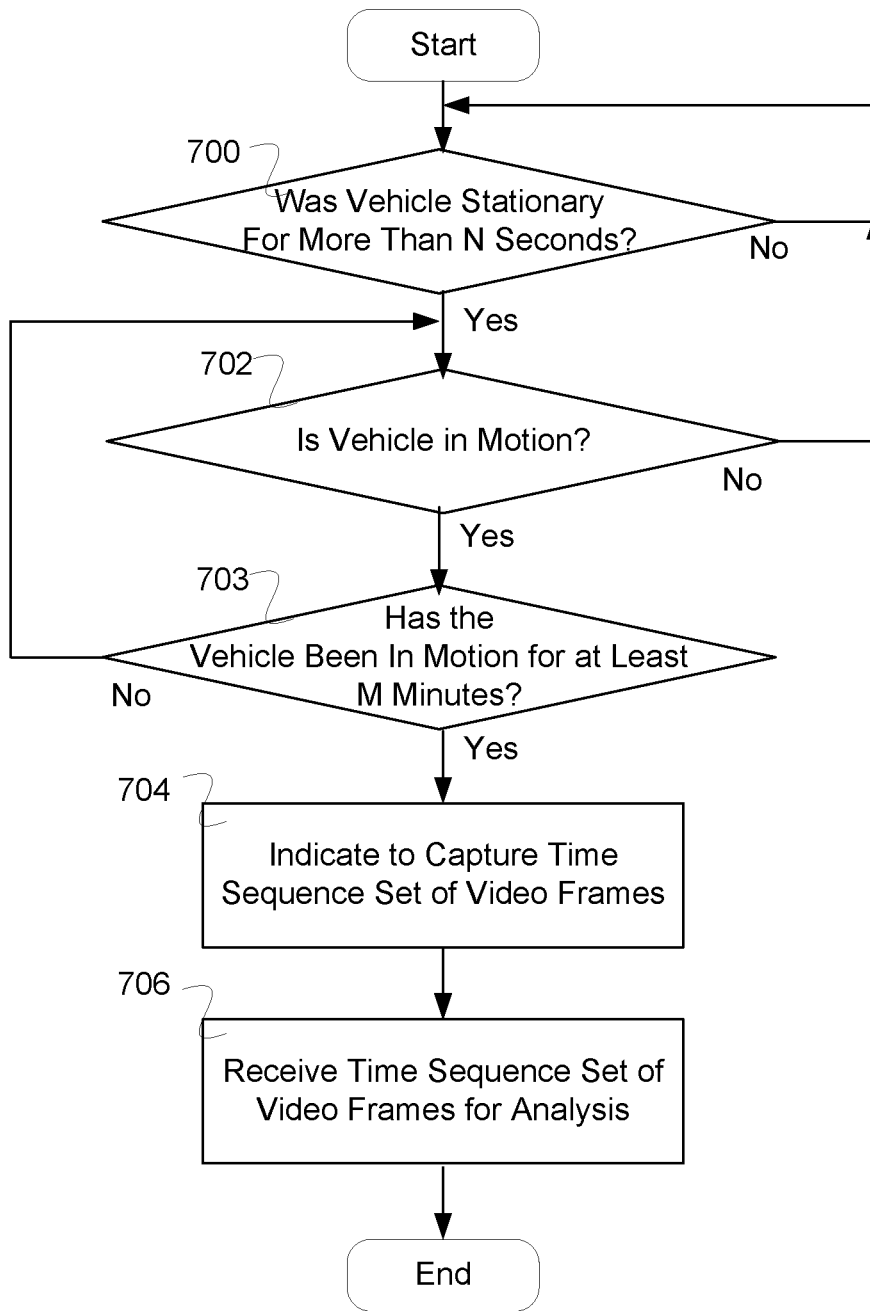 Start
700
Was Vehicle Stationary
For More Than N Seconds?
No
Yes
702
Is Vehicle in Motion?
No
Yes
703
Has the
Vehicle Been In Motion for at Least
M Minutes?
No
Yes
704
Indicate to Capture Time
Sequence Set of Video Frames
706
Receive Time Sequence Set of
Video Frames for Analysis
End